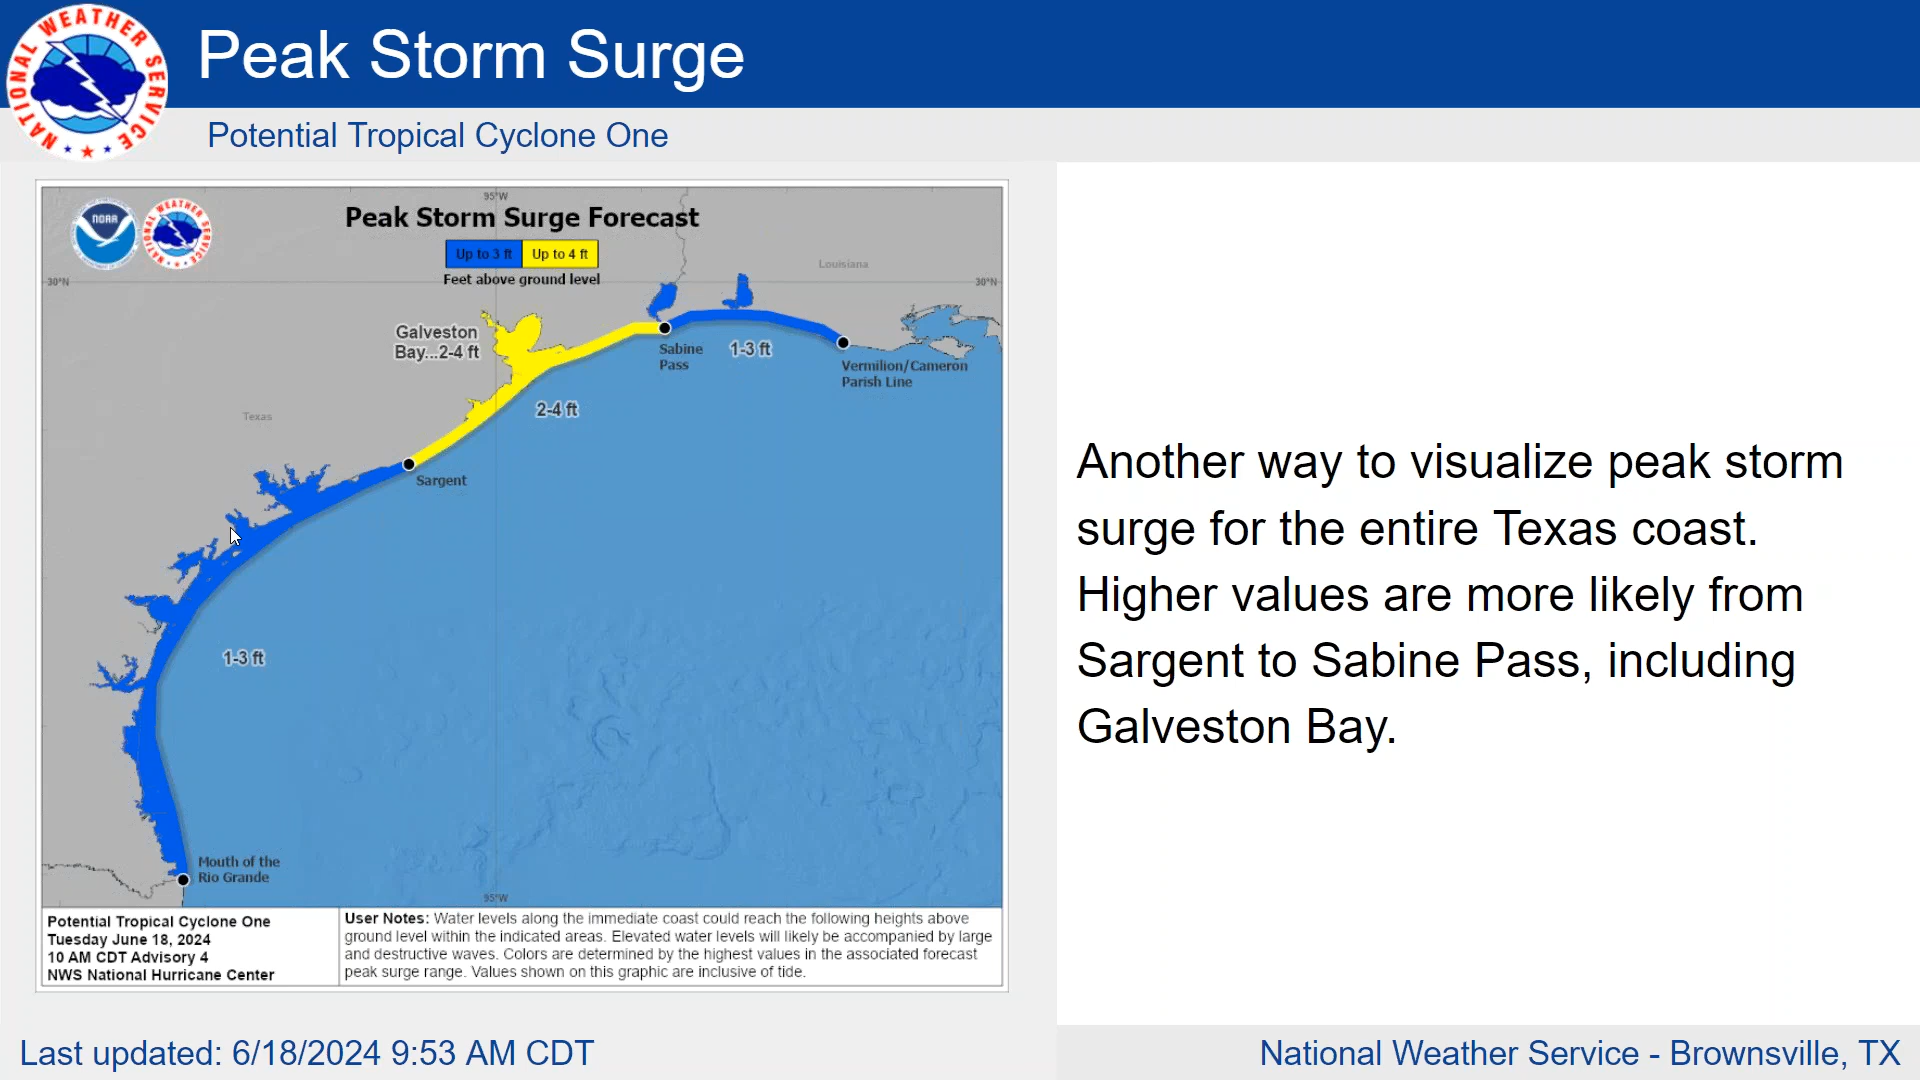 NATIONAL WEATHER SERVICE
Peak Storm Surge
Potential Tropical Cyclone One
95°W
NOAA
NATIONAL WEATHER SERVICE
Peak Storm Surge Forecast
Up to 3 ft
Up to 4 ft
Feet above ground level
Louisiana
30°N
30°N
Galveston
Bay...2-4 ft
Sabine
Pass
1-3 ft
Vermilion/Cameron
Parish Line
2-4 ft
Texas
Sargent
1-3 ft
Mouth of the
Rio Grande
95°W
Potential Tropical Cyclone One
Tuesday June 18, 2024
10 AM CDT Advisory 4
NWS National Hurricane Center
User Notes: Water levels along the immediate coast could reach the following heights above
ground level within the indicated areas. Elevated water levels will likely be accompanied by large
and destructive waves. Colors are determined by the highest values in the associated forecast
peak surge range. Values shown on this graphic are inclusive of tide.
Another way to visualize peak storm
surge for the entire Texas coast.
Higher values are more likely from
Sargent to Sabine Pass, including
Galveston Bay.
Last updated: 6/18/2024 9:53 AM CDT
National Weather Service - Brownsville, TX